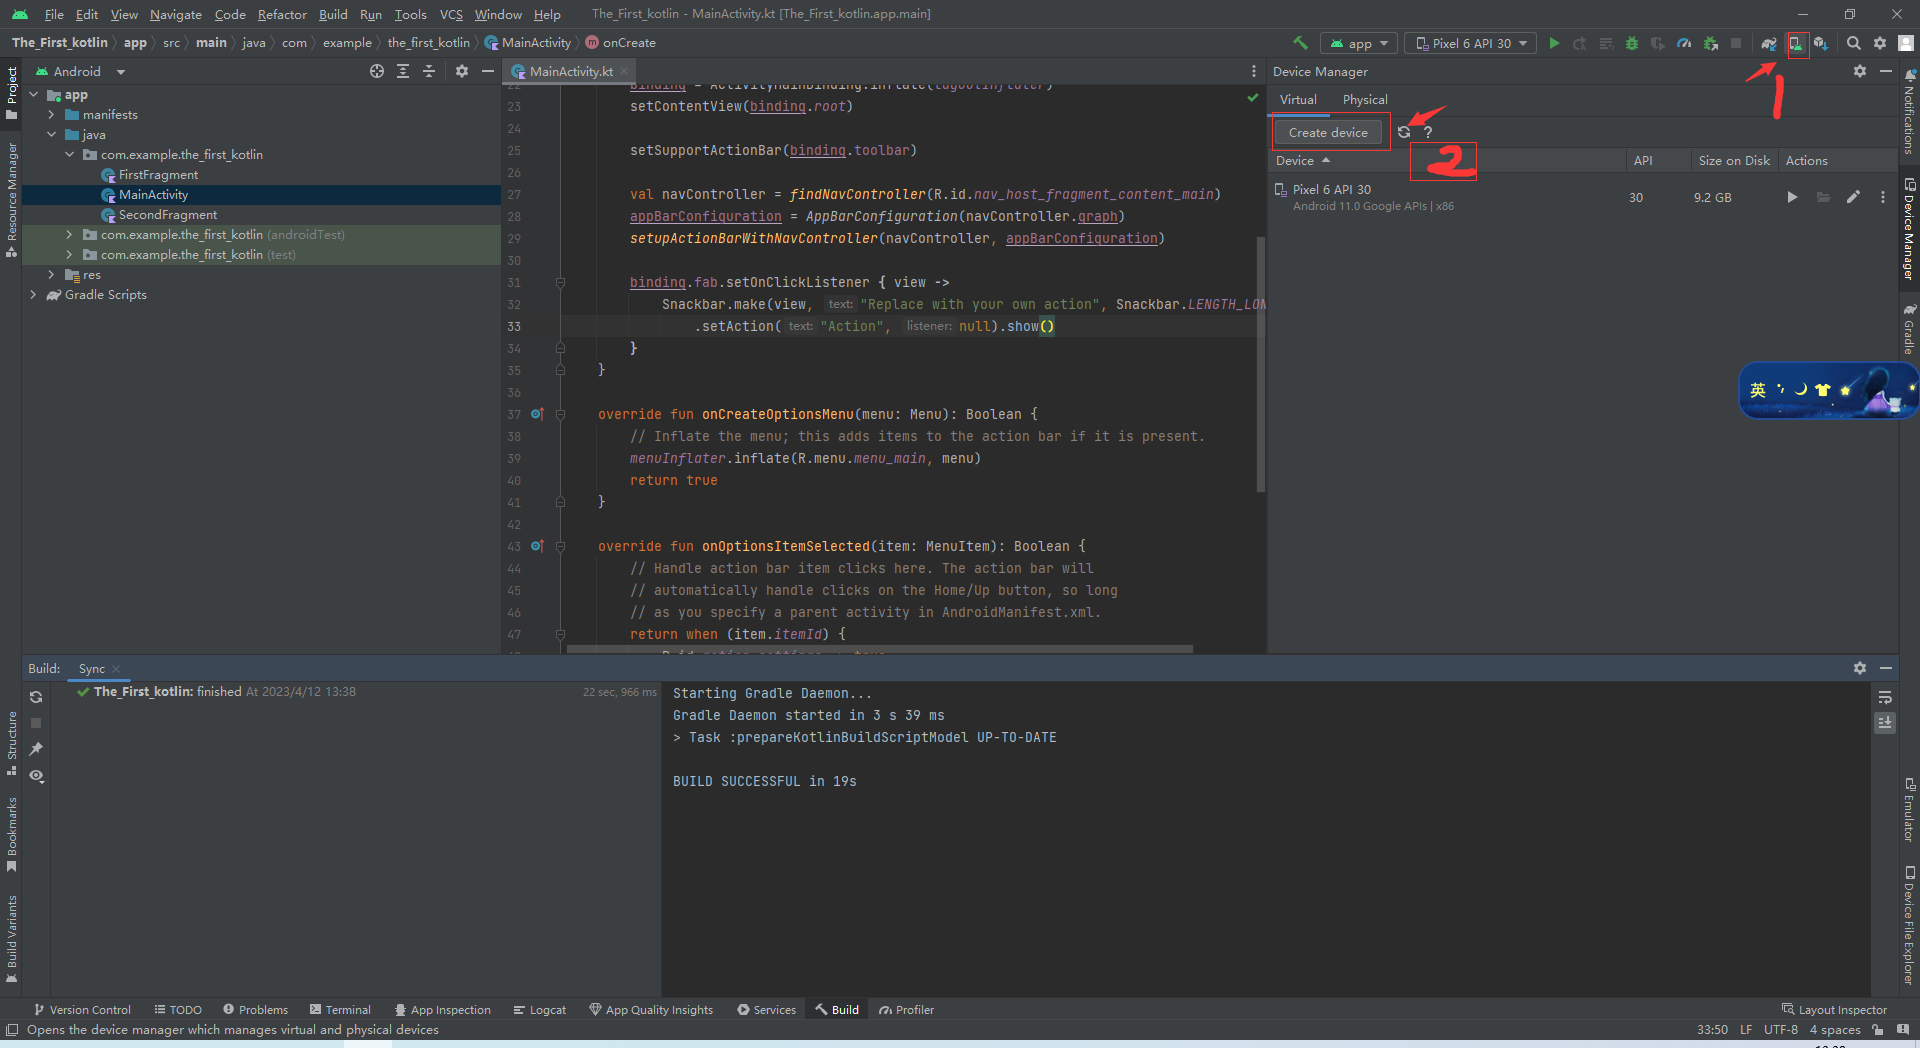 File Edit View Navigate Code Refactor Build Run Tools VCS Window Help The_First_kotlin - MainActivity.kt [The_First_kotlin.app.main]
The_First_kotlin app src main java com example the_first_kotlin MainActivity onCreate app Pixel 6 API 30
Project Android MainActivity.kt Device Manager
1
app
manifests
java
com.example.the_first_kotlin
FirstFragment
MainActivity
SecondFragment
com.example.the_first_kotlin (androidTest)
com.example.the_first_kotlin (test)
res
Gradle Scripts
Resource Manager
22 binding = ActivityMainBinding.inflate(layoutInflater)
23 setContentView(binding.root)
24
25 setSupportActionBar(binding.toolbar)
26
27 val navController = findNavController(R.id.nav_host_fragment_content_main)
28 appBarConfiguration = AppBarConfiguration(navController.graph)
29 setupActionBarWithNavController(navController, appBarConfiguration)
30
31 binding.fab.setOnClickListener { view ->
32 Snackbar.make(view, text: "Replace with your own action", Snackbar.LENGTH_LON
33 .setAction( text: "Action", listener: null).show()
34 }
35 }
36
37 override fun onCreateOptionsMenu(menu: Menu): Boolean {
38 // Inflate the menu; this adds items to the action bar if it is present.
39 menuInflater.inflate(R.menu.menu_main, menu)
40 return true
41 }
42
43 override fun onOptionsItemSelected(item: MenuItem): Boolean {
44 // Handle action bar item clicks here. The action bar will
45 // automatically handle clicks on the Home/Up button, so long
46 // as you specify a parent activity in AndroidManifest.xml.
47 return when (item.itemId) {
Virtual Physical
Create device ?
2
Device API Size on Disk Actions
Pixel 6 API 30 30 9.2 GB
Android 11.0 Google APIs | x86
Notifications
Device Manager
Gradle
英
Emulator
Device File Explorer
Build: Sync
The_First_kotlin: finished At 2023/4/12 13:38 22 sec, 966 ms
Starting Gradle Daemon...
Gradle Daemon started in 3 s 39 ms
> Task :prepareKotlinBuildScriptModel UP-TO-DATE
BUILD SUCCESSFUL in 19s
Structure
Bookmarks
Build Variants
Version Control TODO Problems Terminal App Inspection Logcat App Quality Insights Services Build Profiler Layout Inspector
Opens the device manager which manages virtual and physical devices 33:50 LF UTF-8 4 spaces